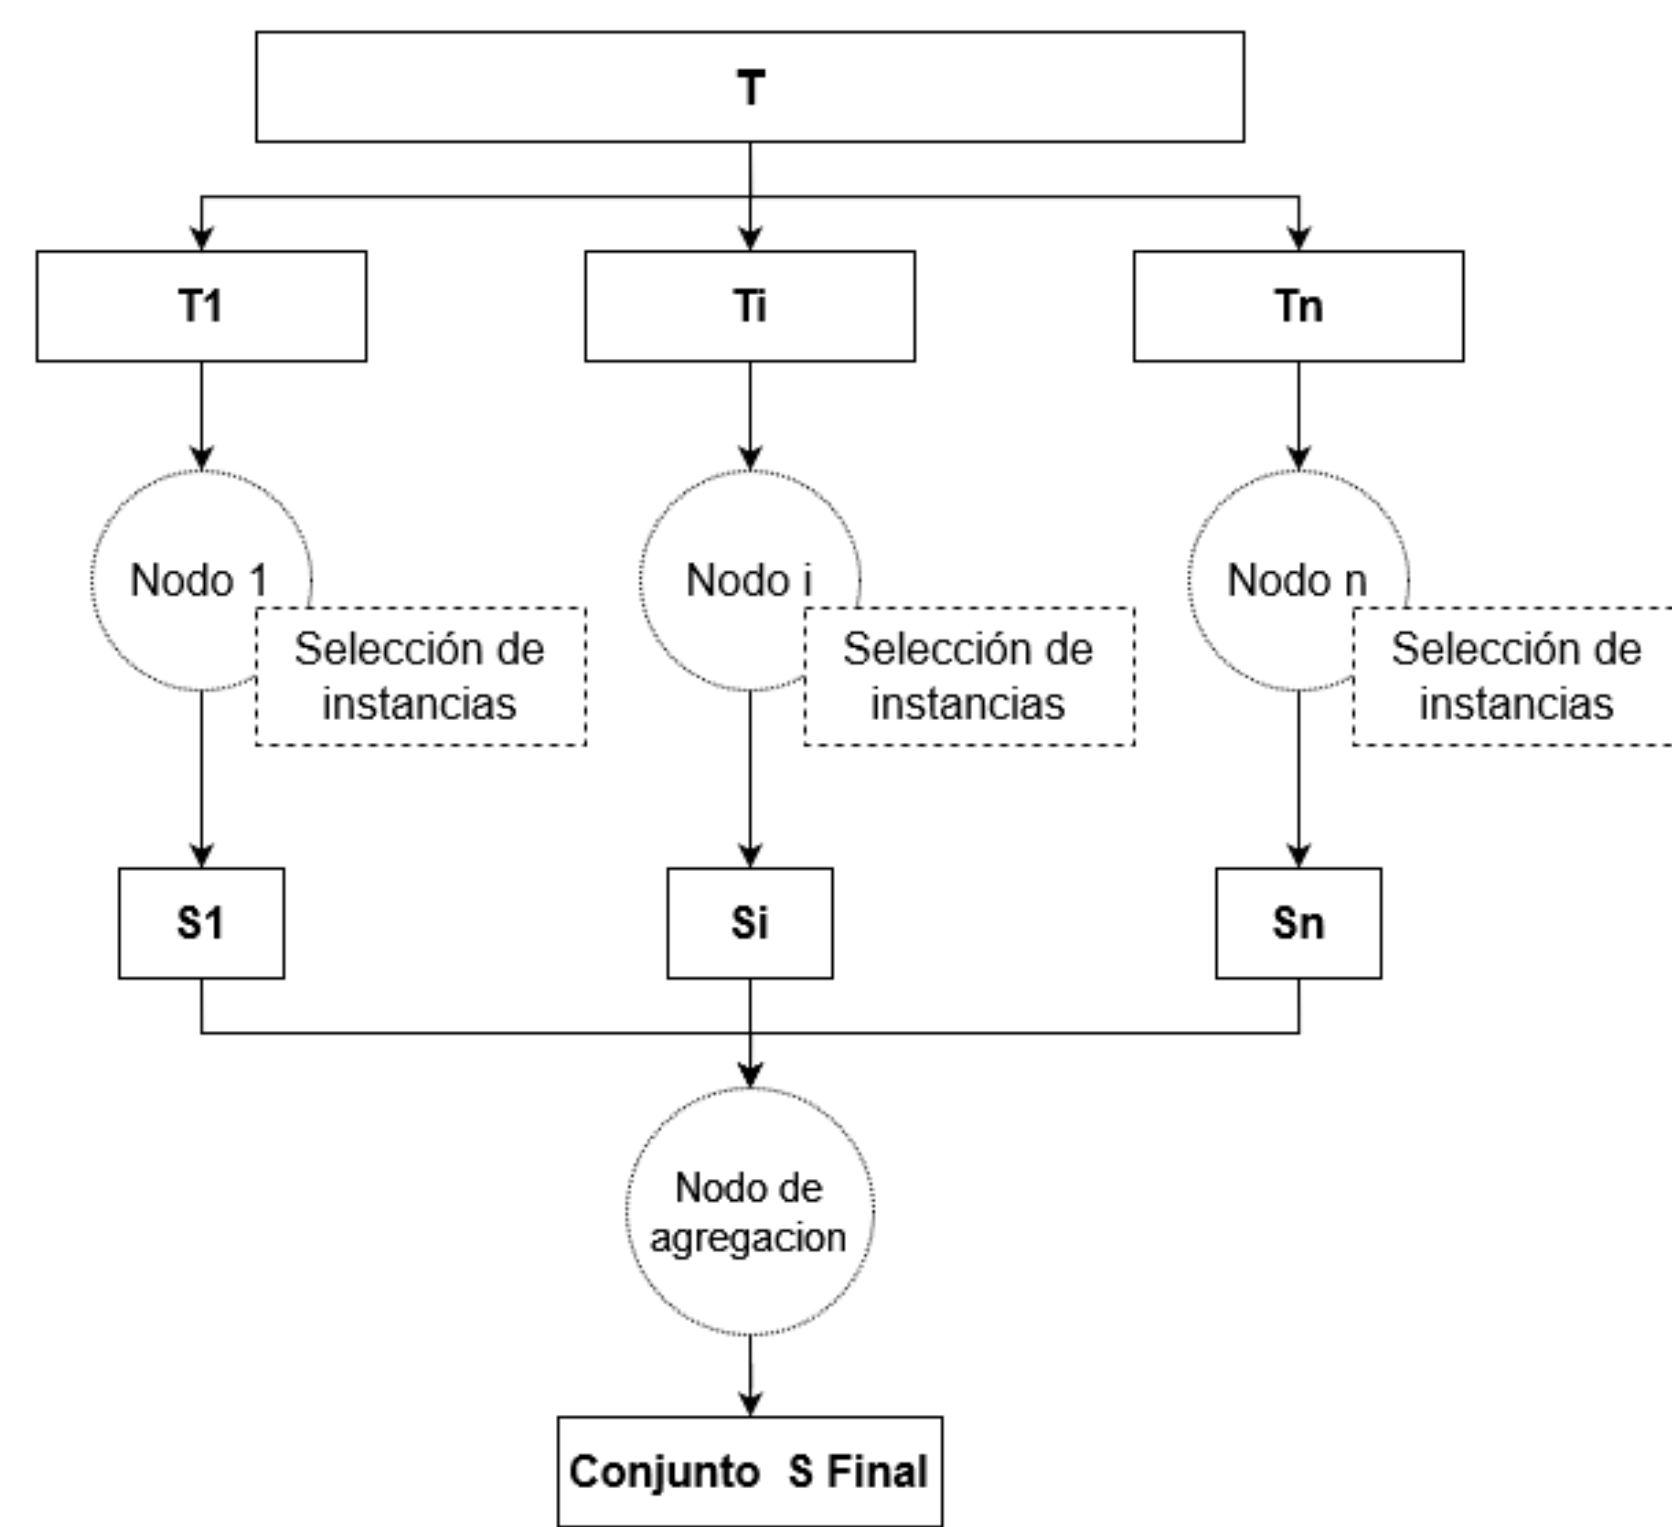 T
T1
Ti
Tn
Nodo 1
Nodo i
Nodo n
Selección de
instancias
Selección de
instancias
Selección de
instancias
S1
Si
Sn
Nodo de
agregacion
Conjunto  S Final